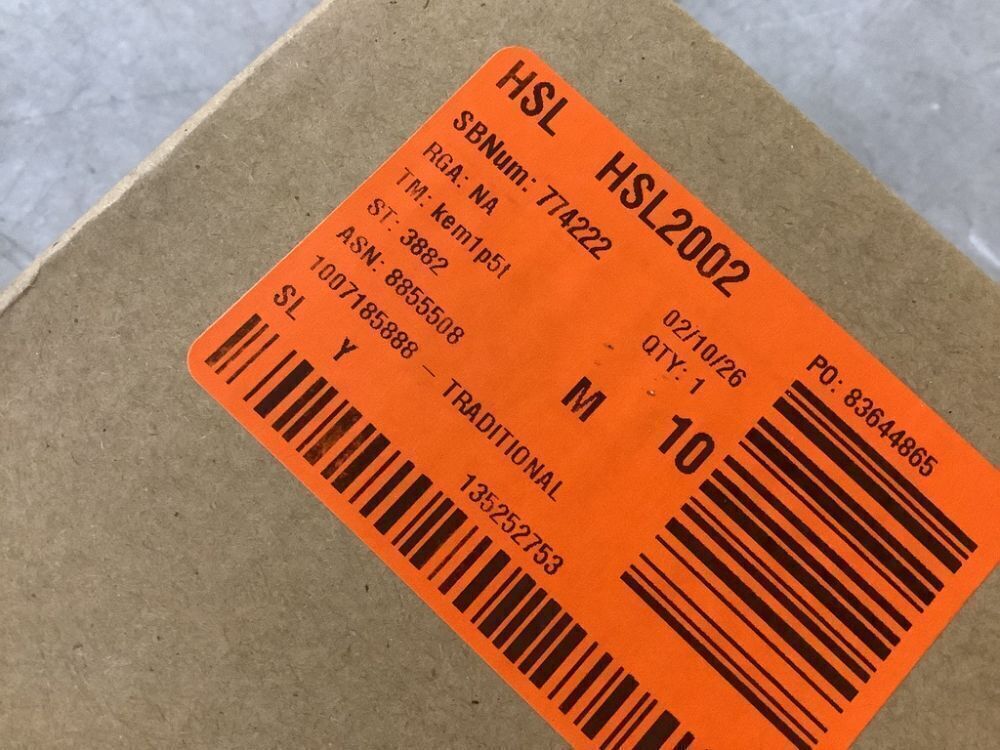 HSL HSL2002
SBNum: 774222
RGA: NA 02/10/26 PO: 83644865
TM: kem1p5t QTY: 1
ST: 3882
ASN: 8855508 M 10
1007185888 - TRADITIONAL
SL Y 135252753